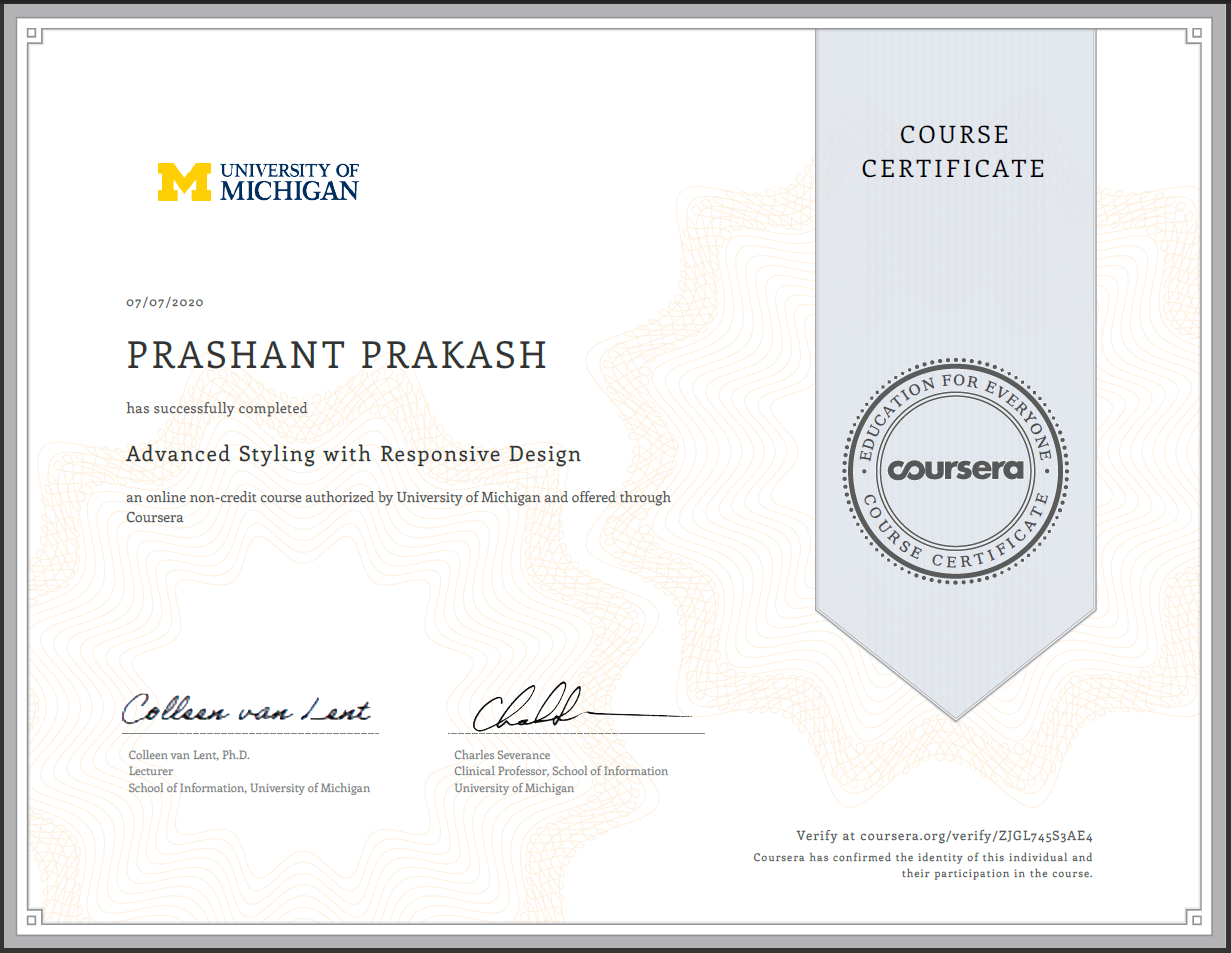 COURSE
CERTIFICATE
UNIVERSITY OF
MICHIGAN
07/07/2020
PRASHANT PRAKASH
has successfully completed
Advanced Styling with Responsive Design
an online non-credit course authorized by University of Michigan and offered through
Coursera
EDUCATION FOR EVERYONE
coursera
COURSE CERTIFICATE
Colleen van Lent
Colleen van Lent, Ph.D.
Lecturer
School of Information, University of Michigan
Charles Severance
Clinical Professor, School of Information
University of Michigan
Verify at coursera.org/verify/ZJGL745S3AE4
Coursera has confirmed the identity of this individual and
their participation in the course.